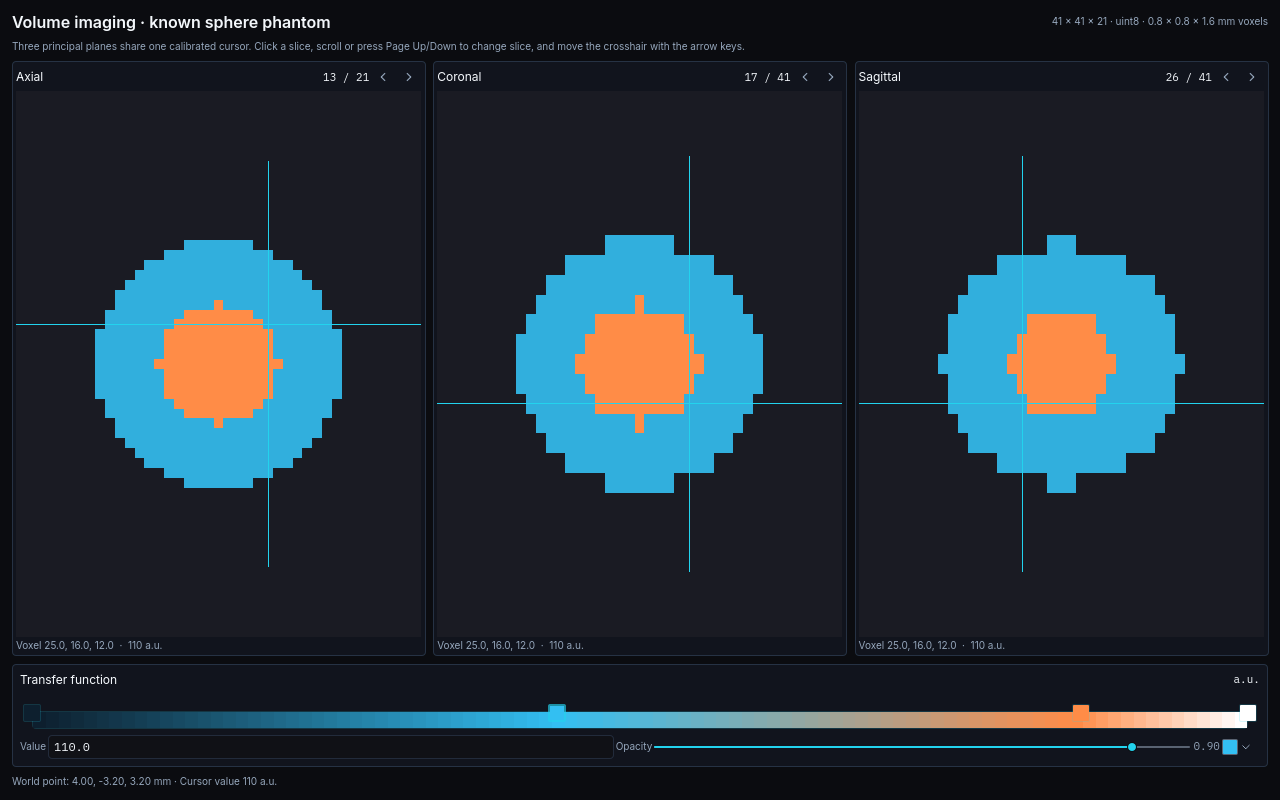 Volume imaging · known sphere phantom
41 × 41 × 21 · uint8 · 0.8 × 0.8 × 1.6 mm voxels
Three principal planes share one calibrated cursor. Click a slice, scroll or press Page Up/Down to change slice, and move the crosshair with the arrow keys.
Axial 13 / 21
Coronal 17 / 41
Sagittal 26 / 41
Voxel 25.0, 16.0, 12.0 · 110 a.u.
Voxel 25.0, 16.0, 12.0 · 110 a.u.
Voxel 25.0, 16.0, 12.0 · 110 a.u.
Transfer function a.u.
Value 110.0 Opacity 0.90
World point: 4.00, -3.20, 3.20 mm · Cursor value 110 a.u.